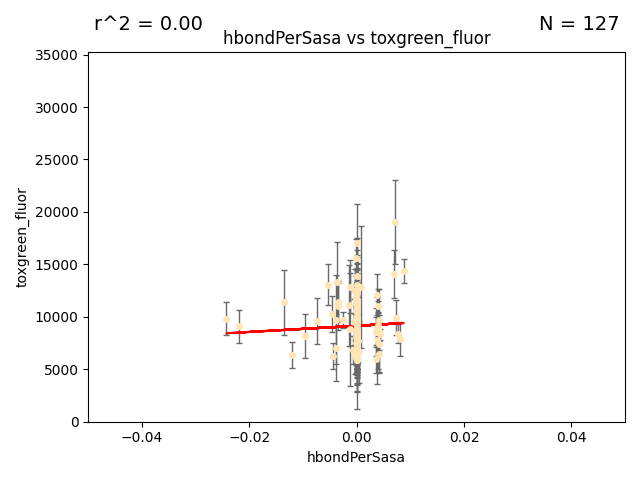 r^2 = 0.00
N = 127
hbondPerSasa vs toxgreen_fluor
35000
30000
25000
20000
15000
10000
5000
0
toxgreen_fluor
−0.04
−0.02
0.00
0.02
0.04
hbondPerSasa